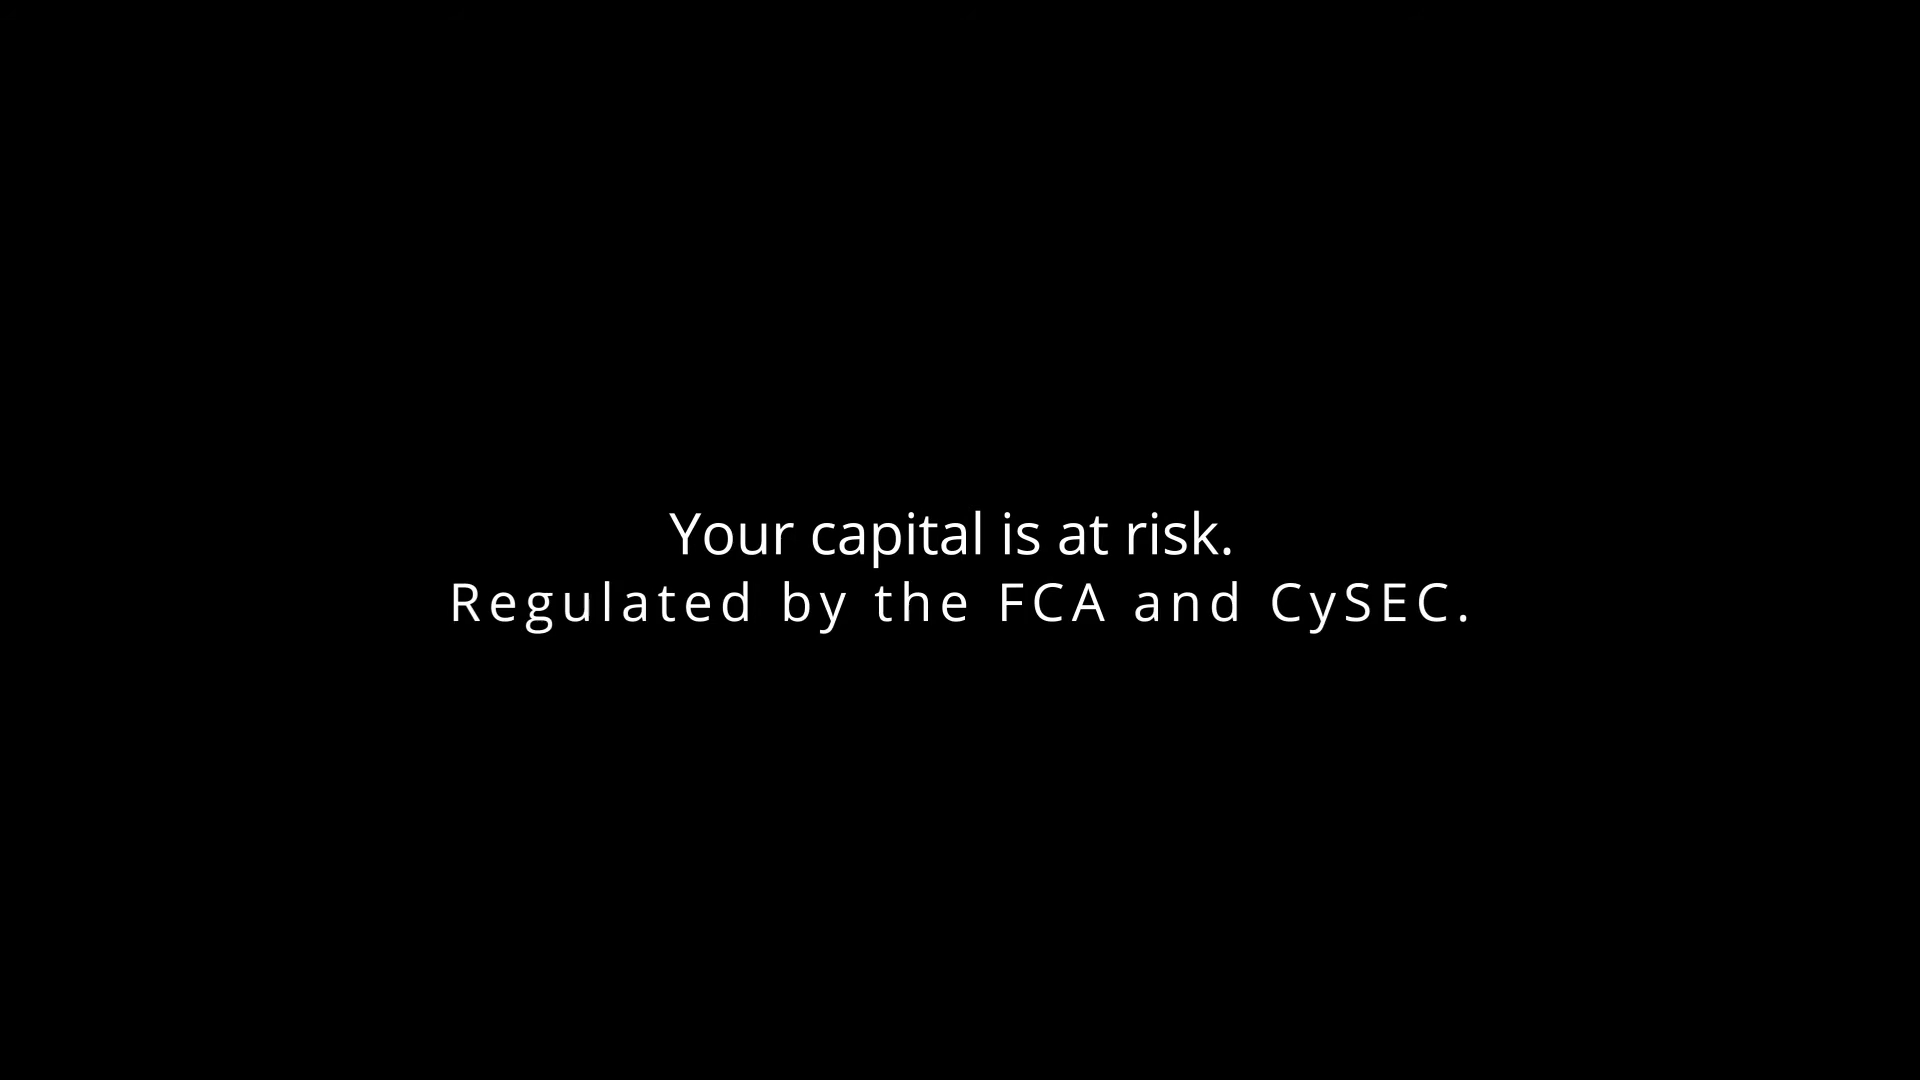 Your capital is at risk.
Regulated by the FCA and CySEC.